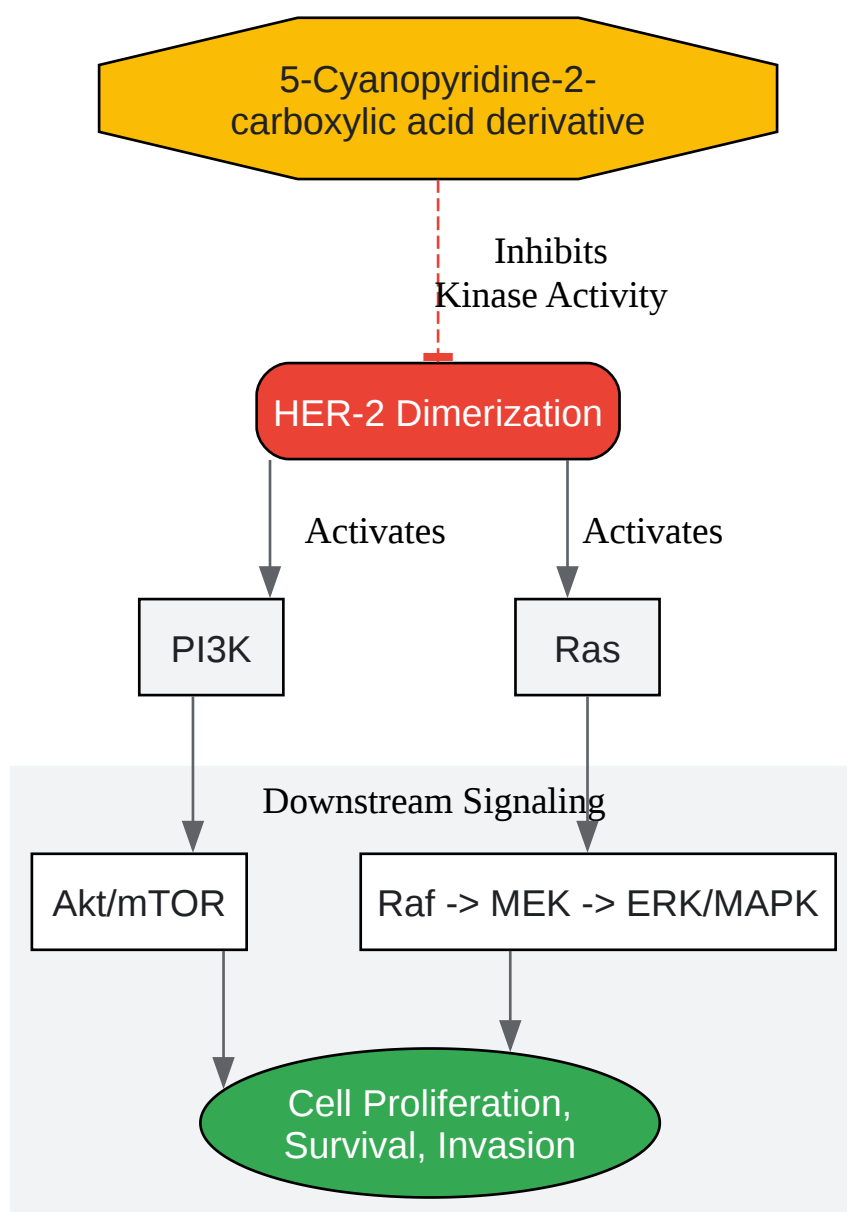 5-Cyanopyridine-2-
carboxylic acid derivative
Inhibits
Kinase Activity
HER-2 Dimerization
Activates
Activates
PI3K
Ras
Downstream Signaling
Akt/mTOR
Raf -> MEK -> ERK/MAPK
Cell Proliferation,
Survival, Invasion